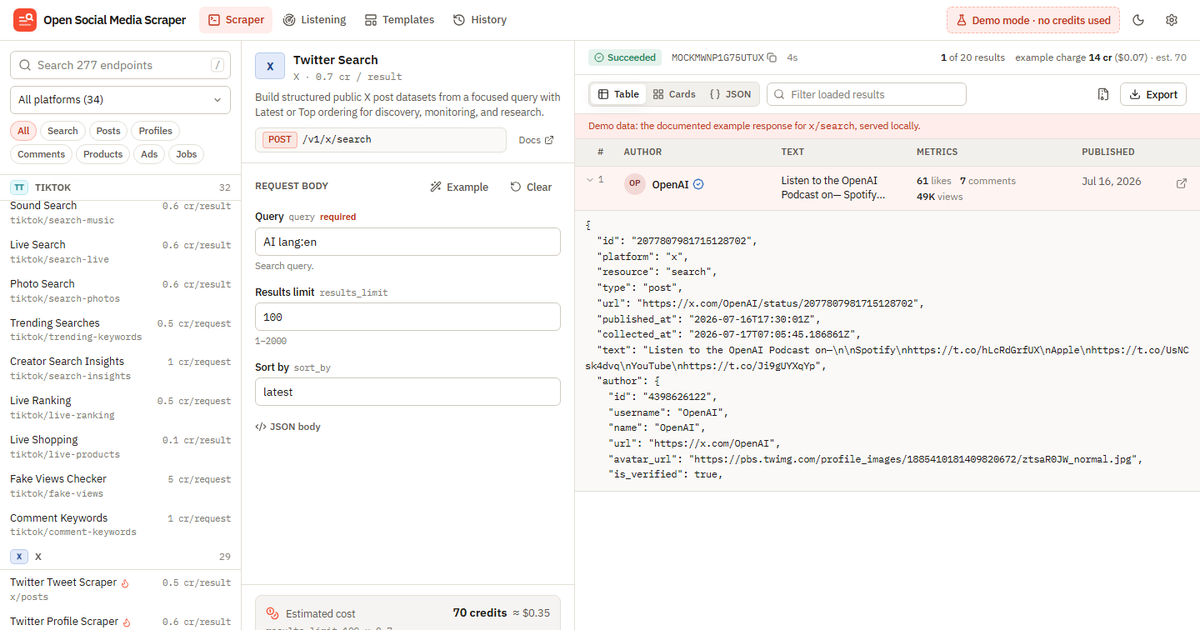 Open Social Media Scraper
Scraper
Listening
Templates
History
Demo mode · no credits used
Search 277 endpoints
/
All platforms (34)
All
Search
Posts
Profiles
Comments
Products
Ads
Jobs
TT TIKTOK 32
Sound Search 0.6 cr/result
tiktok/search-music
Live Search 0.6 cr/result
tiktok/search-live
Photo Search 0.6 cr/result
tiktok/search-photos
Trending Searches 0.5 cr/request
tiktok/trending-keywords
Creator Search Insights 1 cr/request
tiktok/search-insights
Live Ranking 0.5 cr/request
tiktok/live-ranking
Live Shopping 0.1 cr/result
tiktok/live-products
Fake Views Checker 5 cr/request
tiktok/fake-views
Comment Keywords 1 cr/request
tiktok/comment-keywords
X X 29
Twitter Tweet Scraper 0.5 cr/result
x/posts
Twitter Profile Scraper 0.6 cr/result
X
Twitter Search
X · 0.7 cr / result
Build structured public X post datasets from a focused query with
Latest or Top ordering for discovery, monitoring, and research.
POST /v1/x/search
Docs
REQUEST BODY
Example
Clear
Query query required
AI lang:en
Search query.
Results limit results_limit
100
1–2000
Sort by sort_by
latest
</> JSON body
Estimated cost 70 credits ≈ $0.35
Succeeded MOCKMWNP1G75UTUX 4s
1 of 20 results example charge 14 cr ($0.07) · est. 70
Table
Cards
{ } JSON
Filter loaded results
Export
Demo data: the documented example response for x/search, served locally.
# AUTHOR TEXT METRICS PUBLISHED
1 OP OpenAI
Listen to the OpenAI
Podcast on— Spotify...
61 likes 7 comments
49K views
Jul 16, 2026
{
"id": "2077807981715128702",
"platform": "x",
"resource": "search",
"type": "post",
"url": "https://x.com/OpenAI/status/2077807981715128702",
"published_at": "2026-07-16T17:30:01Z",
"collected_at": "2026-07-17T07:05:45.186861Z",
"text": "Listen to the OpenAI Podcast on—\n\nSpotify\nhttps://t.co/hLcRdGrfUX\nApple\nhttps://t.co/UsNC
sk4dvq\nYouTube\nhttps://t.co/Ji9gUYXqYp",
"author": {
"id": "4398626122",
"username": "OpenAI",
"name": "OpenAI",
"url": "https://x.com/OpenAI",
"avatar_url": "https://pbs.twimg.com/profile_images/1885410181409820672/ztsaR0JW_normal.jpg",
"is_verified": true,